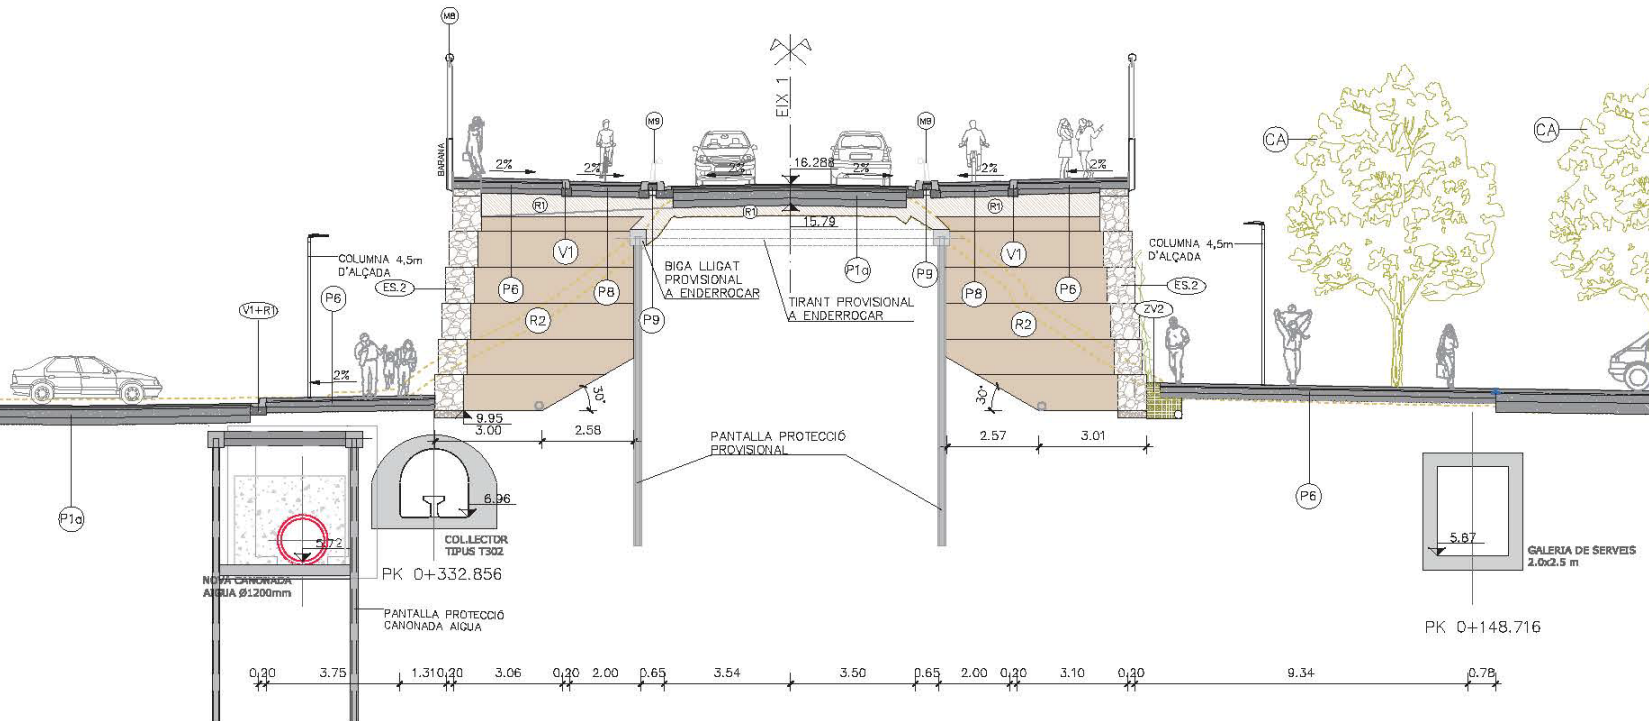 M8
EIX 1
M9
M9
CA
CA
BARANA
2%
2%
2%
16.288
2%
2%
2%
R1
R1
R1
15.79
V1
V1
COLUMNA 4,5m
D'ALÇADA
COLUMNA 4,5m
D'ALÇADA
BIGA LLIGAT
PROVISIONAL
A ENDERROCAR
P1a
P9
ES.2
P6
P8
P8
P6
ES.2
V1+R1
P6
TIRANT PROVISIONAL
A ENDERROCAR
R2
P9
R2
ZV2
2%
30°
30°
9.95
3.00
2.58
2.57
3.01
PANTALLA PROTECCIÓ
PROVISIONAL
P1a
6.96
P6
5.72
COL.LECTOR
TIPUS T302
5.67
GALERIA DE SERVEIS
2.0x2.5 m
NOVA CANONADA
AIGUA Ø1200mm
PK 0+332.856
PANTALLA PROTECCIÓ
CANONADA AIGUA
PK 0+148.716
0.20 3.75 1.31 0.20 3.06 0.20 2.00 0.65 3.54 3.50 0.65 2.00 0.20 3.10 0.20 9.34 0.78